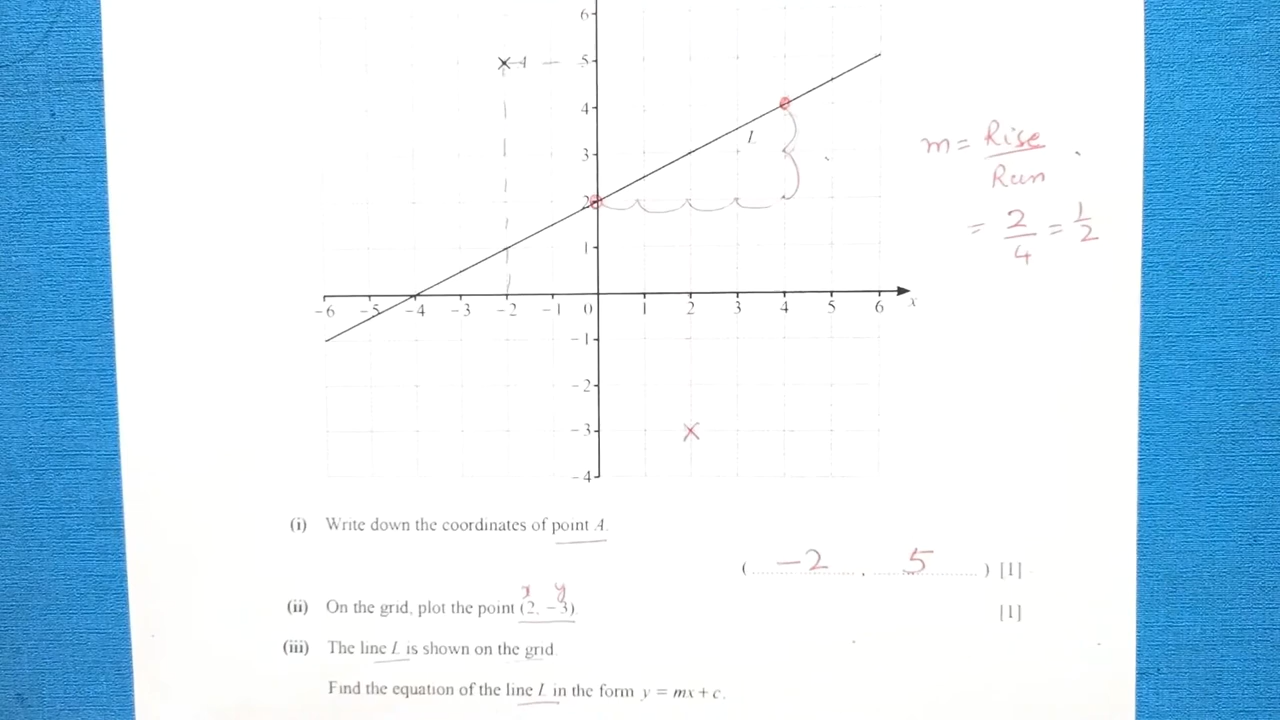 6
A
5
4
L
3
m = Rise / Run
2
= 2/4 = 1/2
1
-6 -5 -4 -3 -2 -1 0 1 2 3 4 5 6 x
-1
-2
-3
-4
(i) Write down the coordinates of point A.
( -2 , 5 ) [1]
x y
(ii) On the grid, plot the point (2, -3). [1]
(iii) The line L is shown on the grid.
Find the equation of the line L in the form y = mx + c.